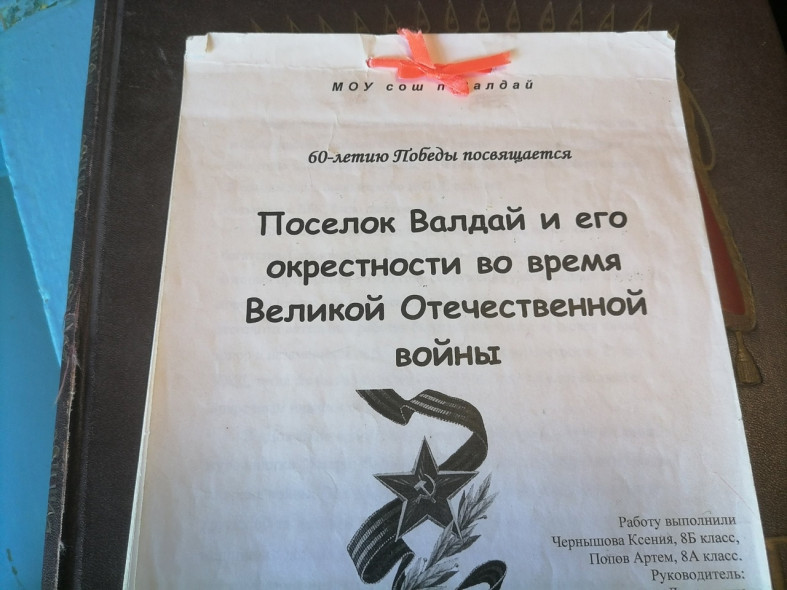 МОУ сош п Валдай
60-летию Победы посвящается
Поселок Валдай и его
окрестности во время
Великой Отечественной
войны
Работу выполнили
Чернышова Ксения, 8Б класс,
Попов Артем, 8А класс.
Руководитель: